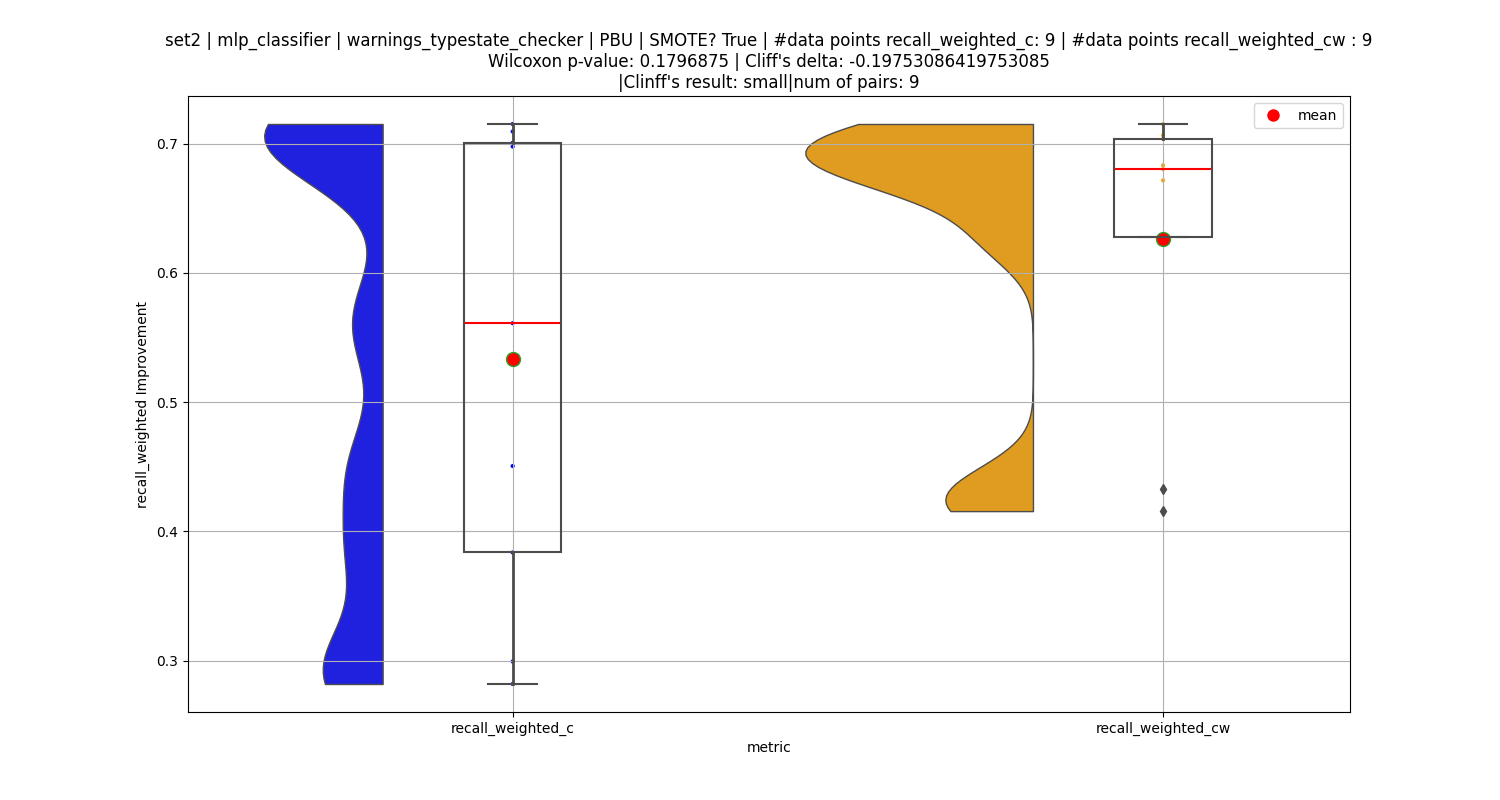 set2 | mlp_classifier | warnings_typestate_checker | PBU | SMOTE? True | #data points recall_weighted_c: 9 | #data points recall_weighted_cw : 9
Wilcoxon p-value: 0.1796875 | Cliff's delta: -0.19753086419753085
|Clinff's result: small|num of pairs: 9
mean
0.7
0.6
0.5
0.4
0.3
recall_weighted Improvement
recall_weighted_c
recall_weighted_cw
metric